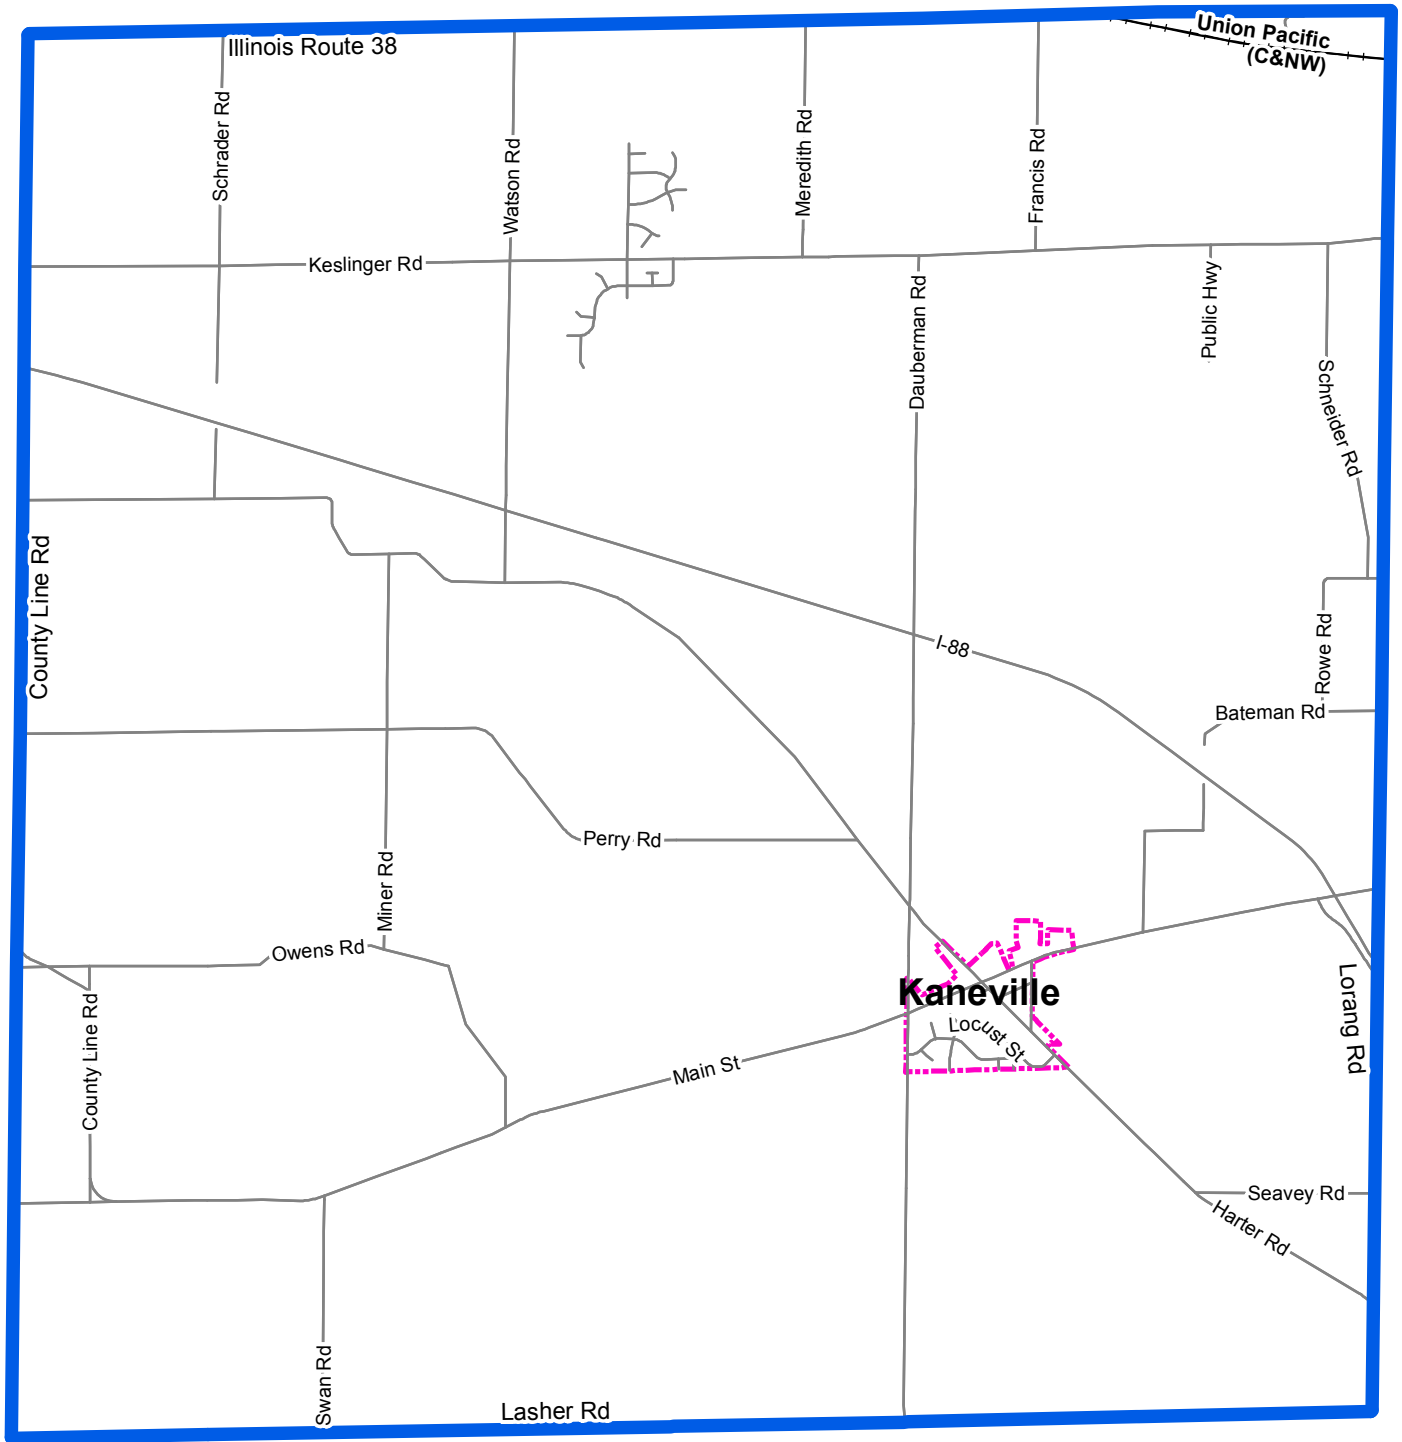 Union Pacific
(C&NW)
Illinois Route 38
Schrader Rd
Watson Rd
Meredith Rd
Francis Rd
Keslinger Rd
Dauberman Rd
Public Hwy
Schneider Rd
County Line Rd
I-88
Rowe Rd
Bateman Rd
Perry Rd
Miner Rd
Owens Rd
Kaneville
Locust St
Lorang Rd
County Line Rd
Main St
Seavey Rd
Harter Rd
Swan Rd
Lasher Rd